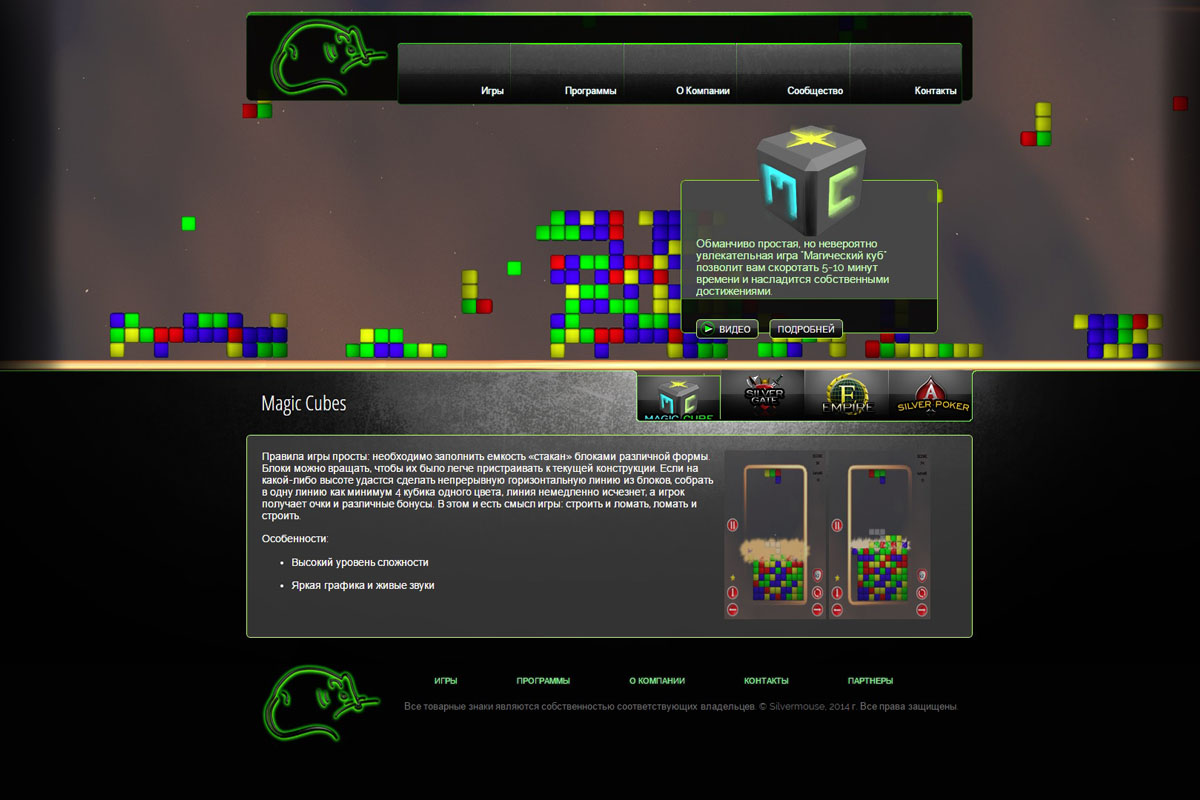 Игры Программы О Компании Сообщество Контакты
M C
Обманчиво простая, но невероятно
увлекательная игра "Магический куб"
позволит вам скоротать 5-10 минут
времени и насладится собственными
достижениями.
ВИДЕО ПОДРОБНЕЙ
Magic Cubes
M C
MAGIC CUBE
SILVER
GATE
E
EMPIRE
A
SILVER POKER
Правила игры просты: необходимо заполнить емкость «стакан» блоками различной формы.
Блоки можно вращать, чтобы их было легче пристраивать к текущей конструкции. Если на
какой-либо высоте удастся сделать непрерывную горизонтальную линию из блоков, собрать
в одну линию как минимум 4 кубика одного цвета, линия немедленно исчезнет, а игрок
получает очки и различные бонусы. В этом и есть смысл игры: строить и ломать, ломать и
строить.
Особенности:
Высокий уровень сложности
Яркая графика и живые звуки
ИГРЫ ПРОГРАММЫ О КОМПАНИИ КОНТАКТЫ ПАРТНЕРЫ
Все товарные знаки являются собственностью соответствующих владельцев. © Silvermouse, 2014 г. Все права защищены.